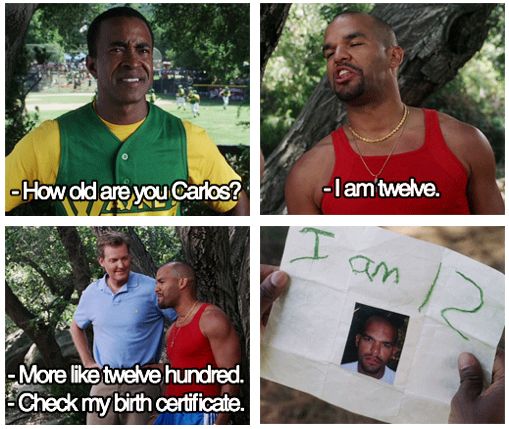 - How old are you Carlos?
- I am twelve.
- More like twelve hundred.
- Check my birth certificate.
I am 12